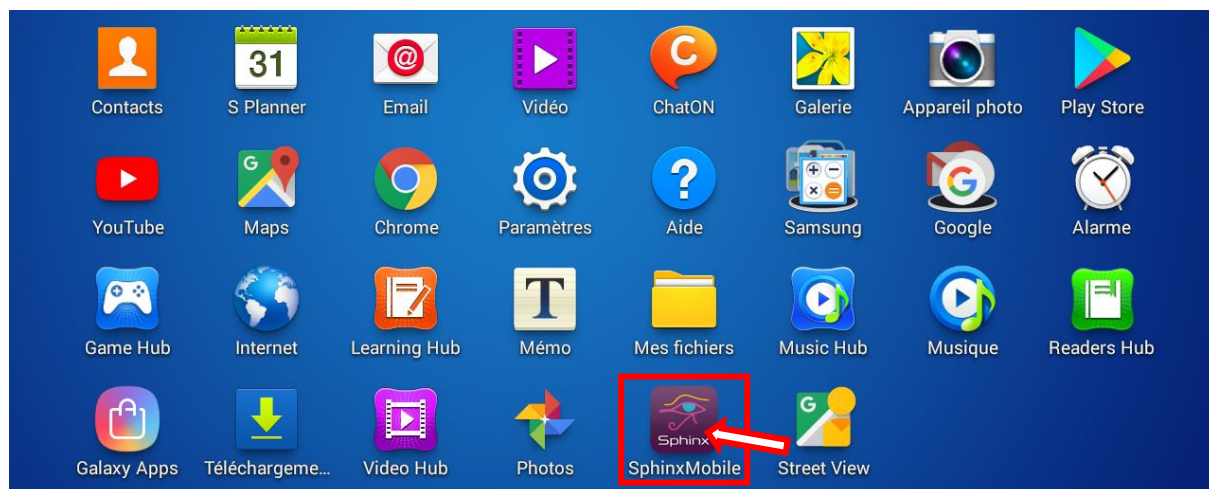 31
@
C
Contacts
S Planner
Email
Vidéo
ChatON
Galerie
Appareil photo
Play Store
G
?
G
YouTube
Maps
Chrome
Paramètres
Aide
Samsung
Google
Alarme
T
Game Hub
Internet
Learning Hub
Mémo
Mes fichiers
Music Hub
Musique
Readers Hub
G
Sphinx
Galaxy Apps
Téléchargeme...
Video Hub
Photos
SphinxMobile
Street View